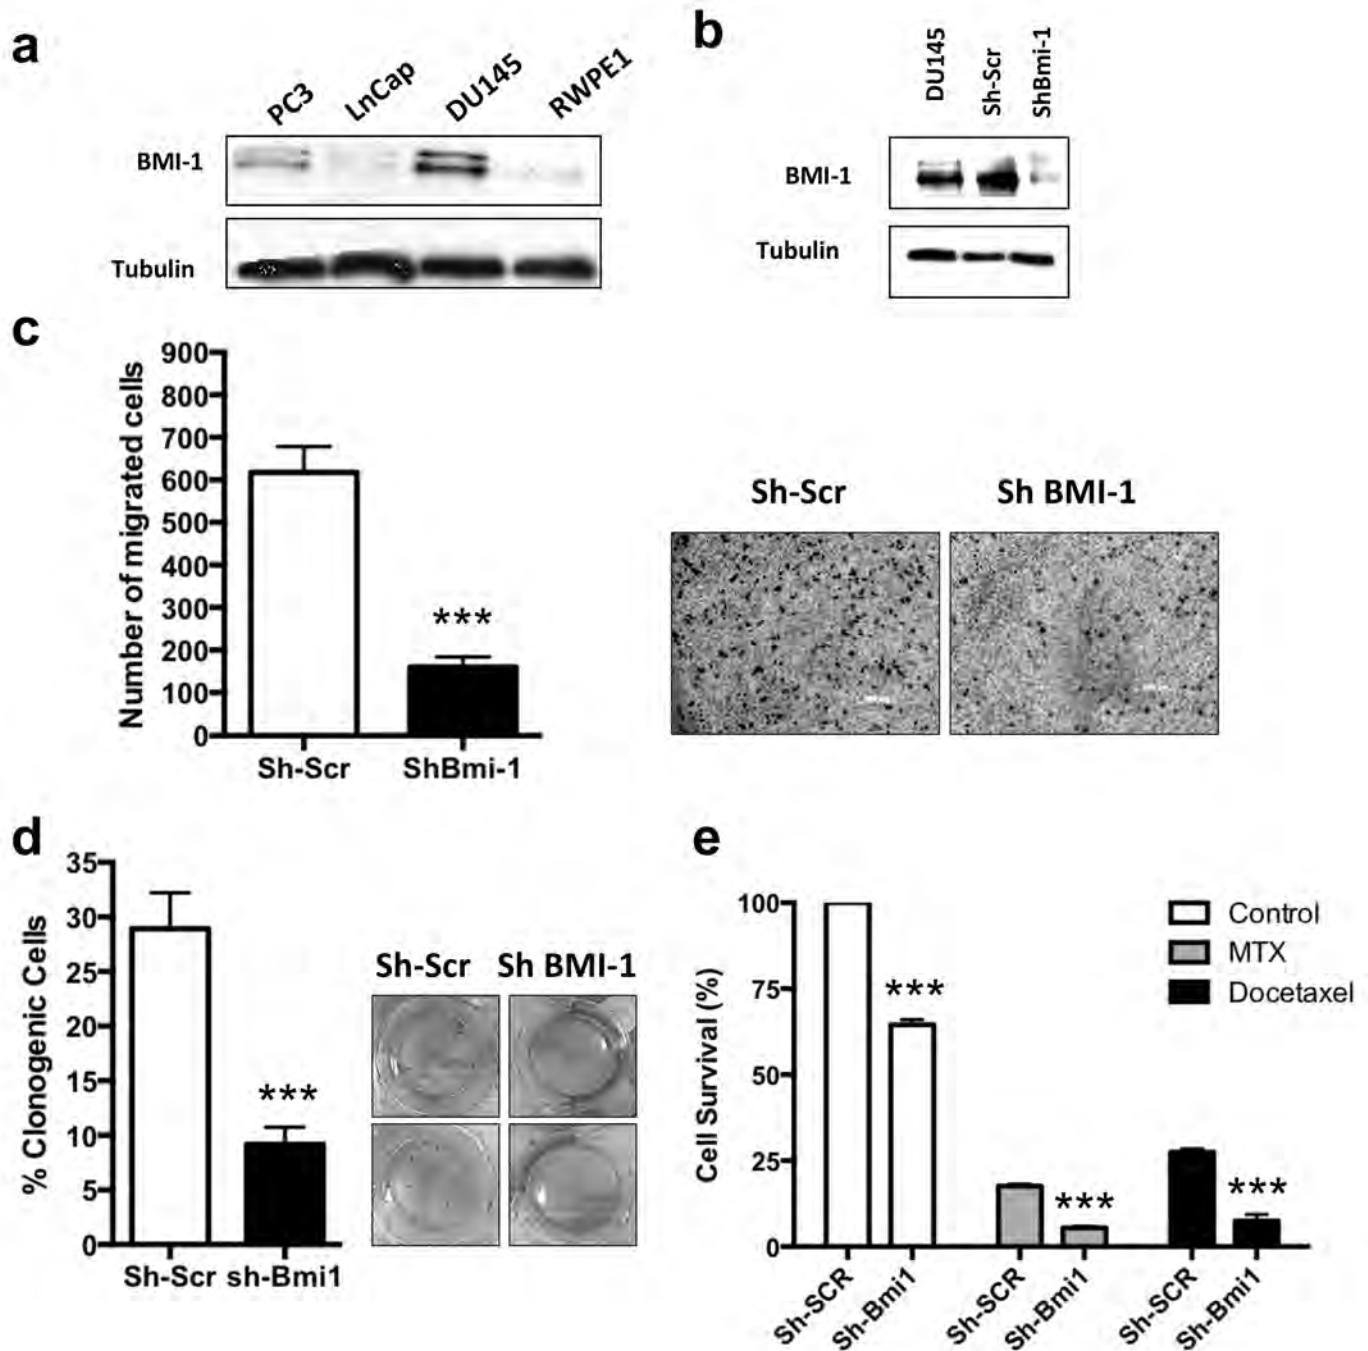 a
PC3 LnCap DU145 RWPE1
BMI-1
Tubulin
b
DU145 Sh-Scr ShBmi-1
BMI-1
Tubulin
c
Number of migrated cells
900
800
700
600
500
400
300
200
100
0
***
Sh-Scr ShBmi-1
Sh-Scr Sh BMI-1
d
% Clonogenic Cells
35
30
25
20
15
10
5
0
***
Sh-Scr sh-Bmi1
Sh-Scr Sh BMI-1
e
Cell Survival (%)
100
75
50
25
0
*** *** ***
Control
MTX
Docetaxel
Sh-SCR Sh-Bmi1 Sh-SCR Sh-Bmi1 Sh-SCR Sh-Bmi1